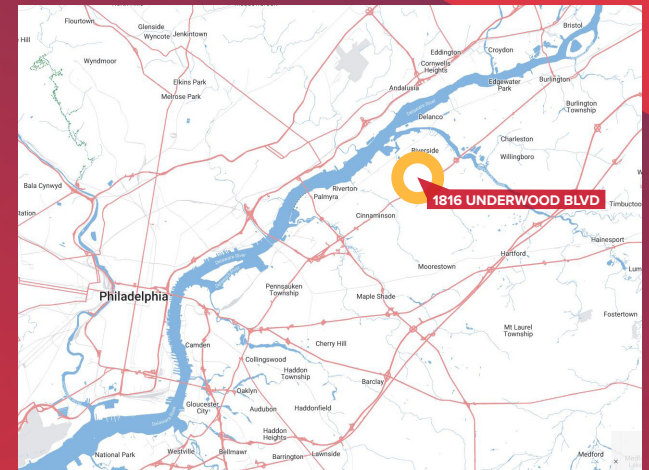 Flourtown
Glenside
Hill
Wyncote
Jenkintown
Bristol
Wyndmoor
Eddington
Croydon
Cornwells
Heights
Elkins Park
Andalusia
Edgewater
Park
Burlington
Melrose Park
Delaware River
Delanco
Burlington
Township
Charleston
Riverside
Willingboro
Bala Cynwyd
Riverton
Palmyra
1816 UNDERWOOD BLVD
Timbuctoo
Cinnaminson
Hainesport
Hartford
Moorestown
Philadelphia
Pennsauken
Township
Maple Shade
Fostertown
Mt Laurel
Township
Camden
Cherry Hill
Collingswood
Haddon
Township
Barclay
Oaklyn
Gloucester
City
Audubon
Haddonfield
Haddon
Heights
National Park
Westville
Bellmawr
Barrington
Lawnside
Medford